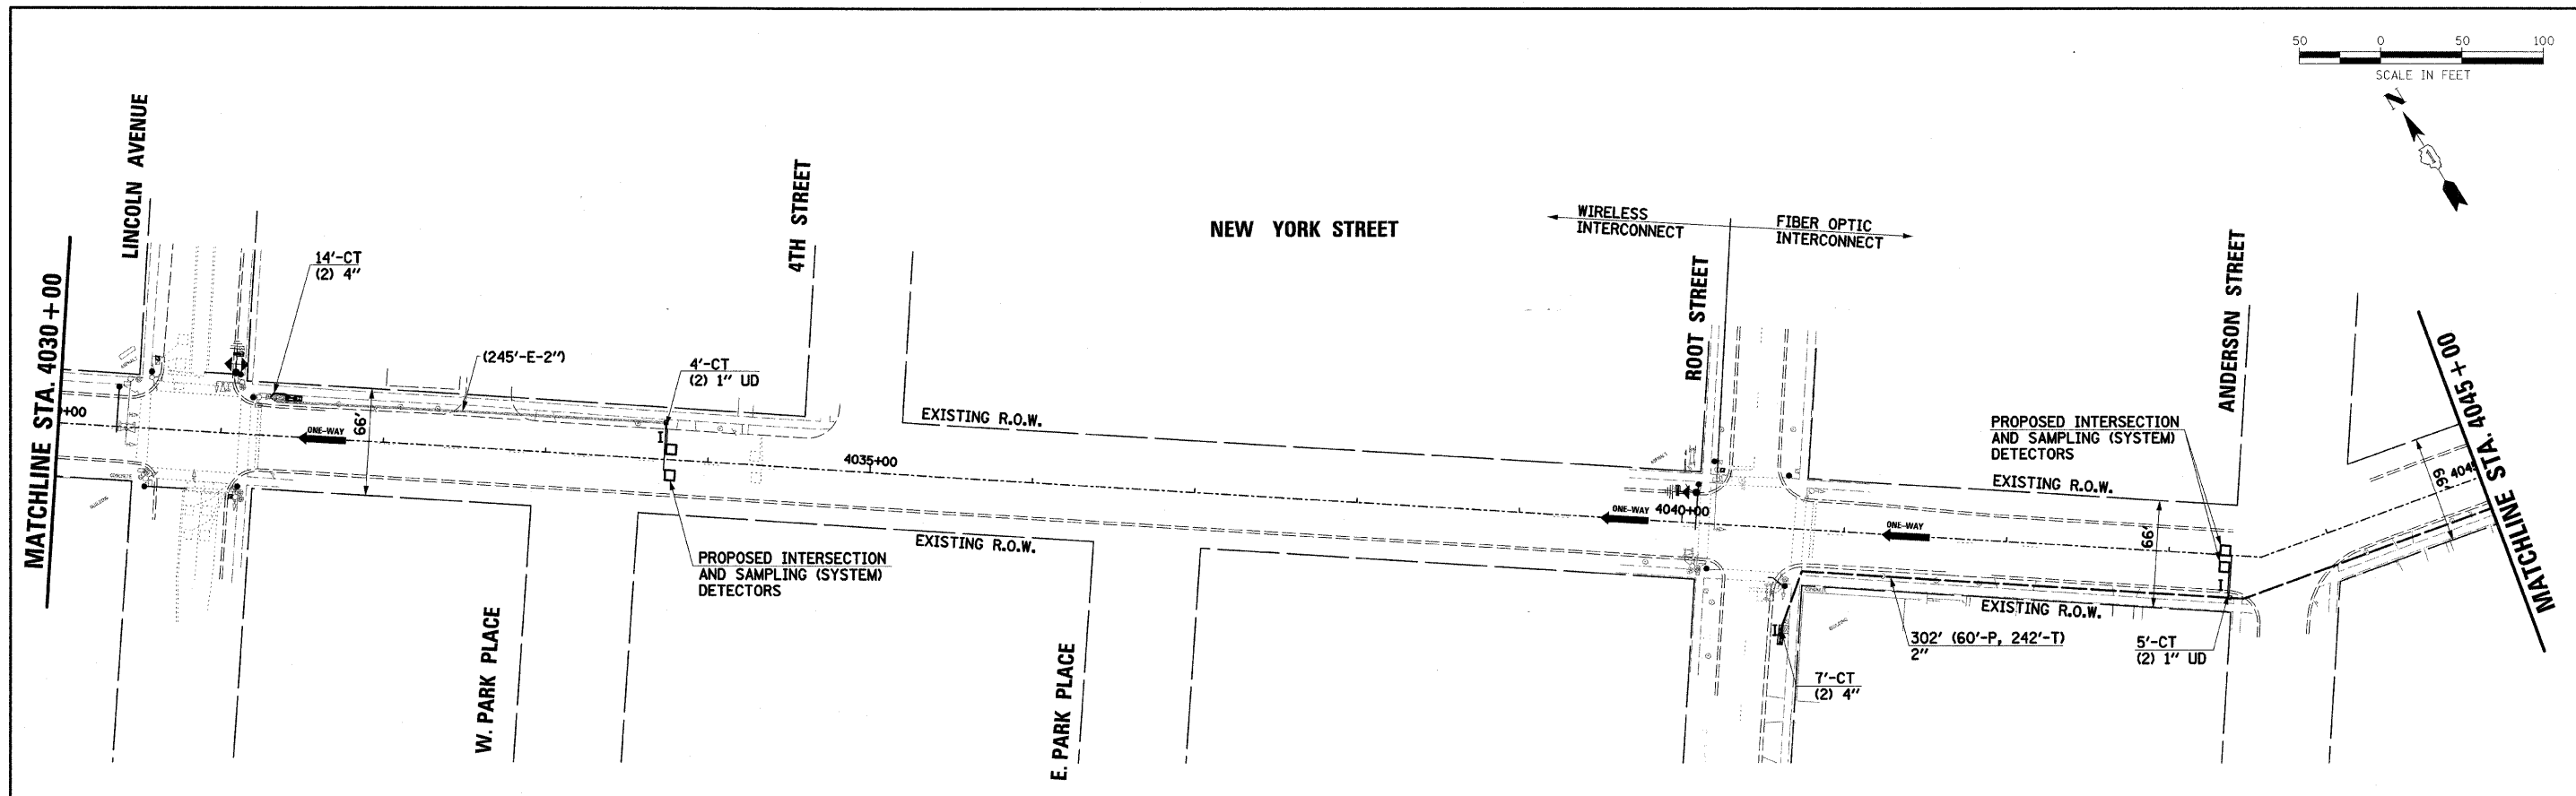 50 0 50 100
SCALE IN FEET
N
LINCOLN AVENUE
4TH STREET
NEW YORK STREET
WIRELESS
INTERCONNECT
FIBER OPTIC
INTERCONNECT
ROOT STREET
ANDERSON STREET
MATCHLINE STA. 4030+00
14'-CT
(2) 4"
(245'-E-2")
4'-CT
(2) 1" UD
EXISTING R.O.W.
PROPOSED INTERSECTION
AND SAMPLING (SYSTEM)
DETECTORS
EXISTING R.O.W.
MATCHLINE STA. 4045+00
+00
ONE-WAY
66'
I
4035+00
ONE-WAY
4040+00
ONE-WAY
66'
66'
404
EXISTING R.O.W.
PROPOSED INTERSECTION
AND SAMPLING (SYSTEM)
DETECTORS
I
EXISTING R.O.W.
302' (60'-P, 242'-T)
2"
5'-CT
(2) 1" UD
7'-CT
(2) 4"
W. PARK PLACE
E. PARK PLACE
CONCRETE
BUILDING
BUILDING